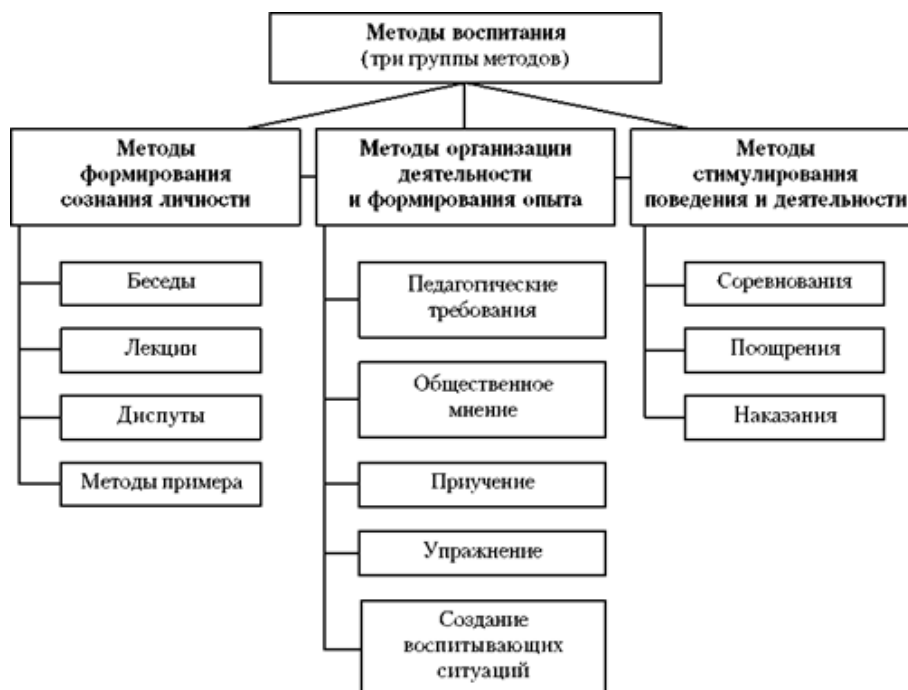 Методы воспитания
(три группы методов)
Методы
формирования
сознания личности
Методы организации
деятельности
и формирования опыта
Методы
стимулирования
поведения и деятельности
Беседы
Лекции
Диспуты
Методы примера
Педагогические
требования
Общественное
мнение
Приучение
Упражнение
Создание
воспитывающих
ситуаций
Соревнования
Поощрения
Наказания